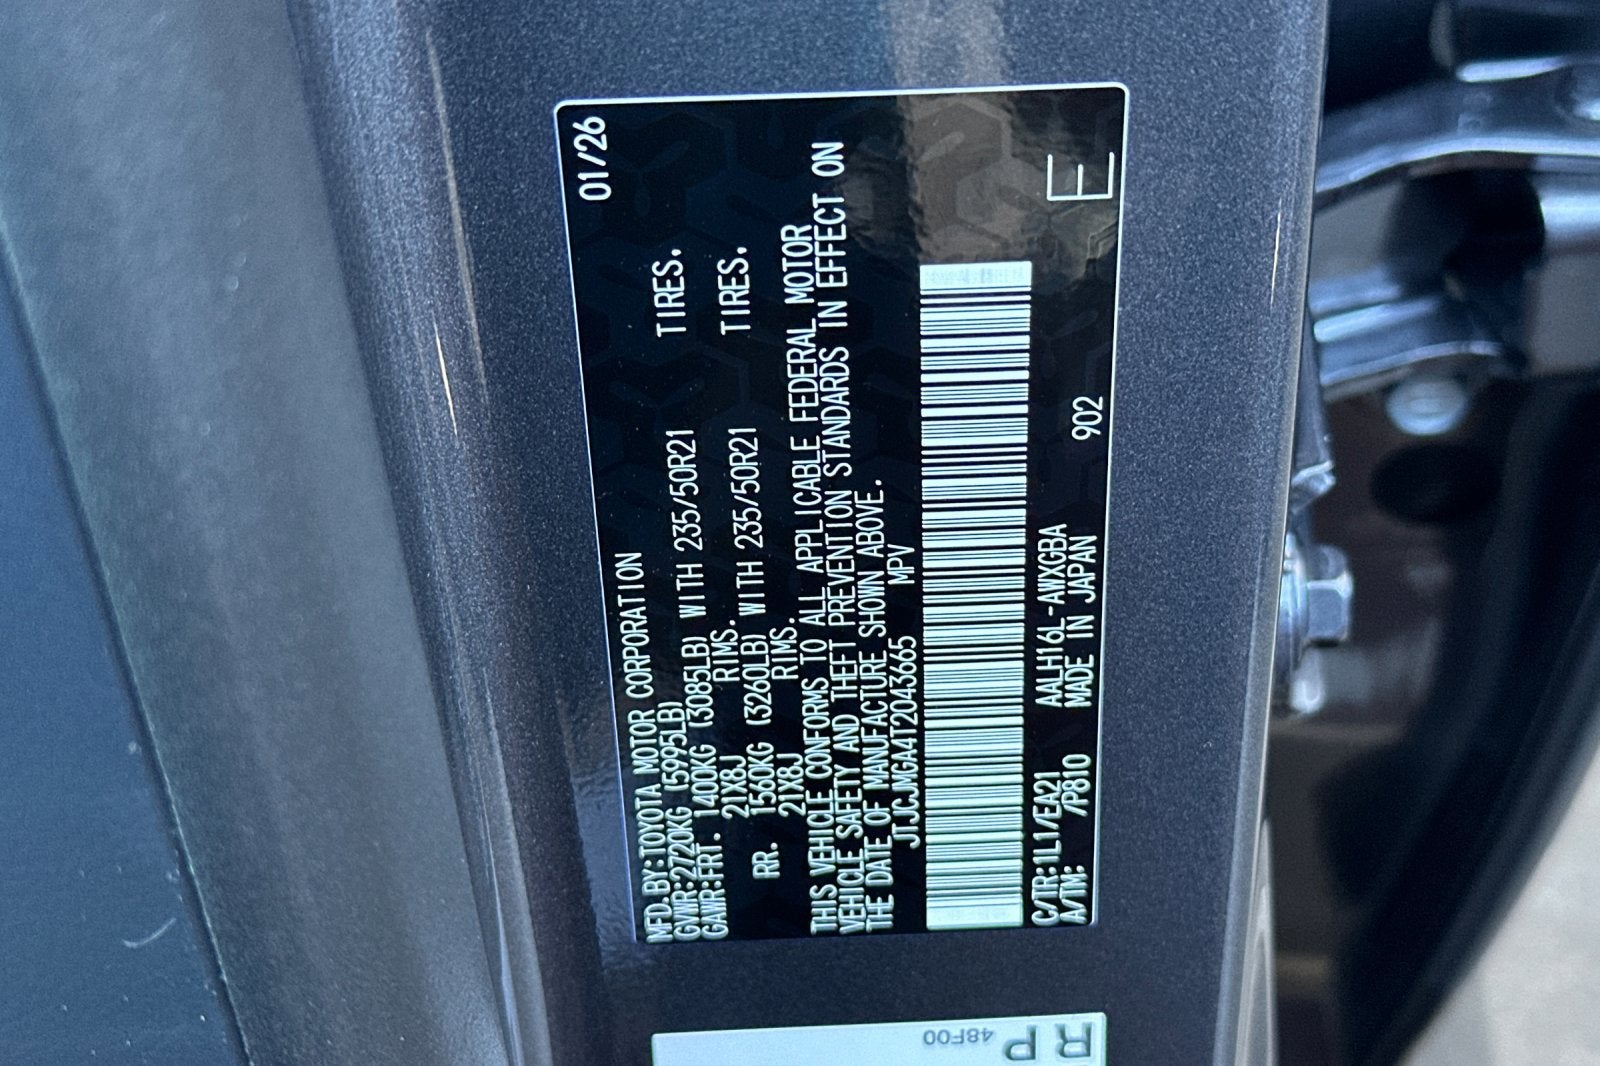 01/26
MFD.BY:TOYOTA MOTOR CORPORATION
GVWR:2720KG (5995LB)
GAWR:FRT. 1400KG (3085LB) WITH 235/50R21 TIRES.
21X8J RIMS.
RR. 1560KG (3260LB) WITH 235/50R21 TIRES.
21X8J RIMS.
THIS VEHICLE CONFORMS TO ALL APPLICABLE FEDERAL MOTOR
VEHICLE SAFETY AND THEFT PREVENTION STANDARDS IN EFFECT ON
THE DATE OF MANUFACTURE SHOWN ABOVE.
JTJCJMGA4T2043665 MPV
C/TR:1L1/EA21 AALH16L-AWXGBA
A/TM: /P810 MADE IN JAPAN 902 E
48F00
P
R